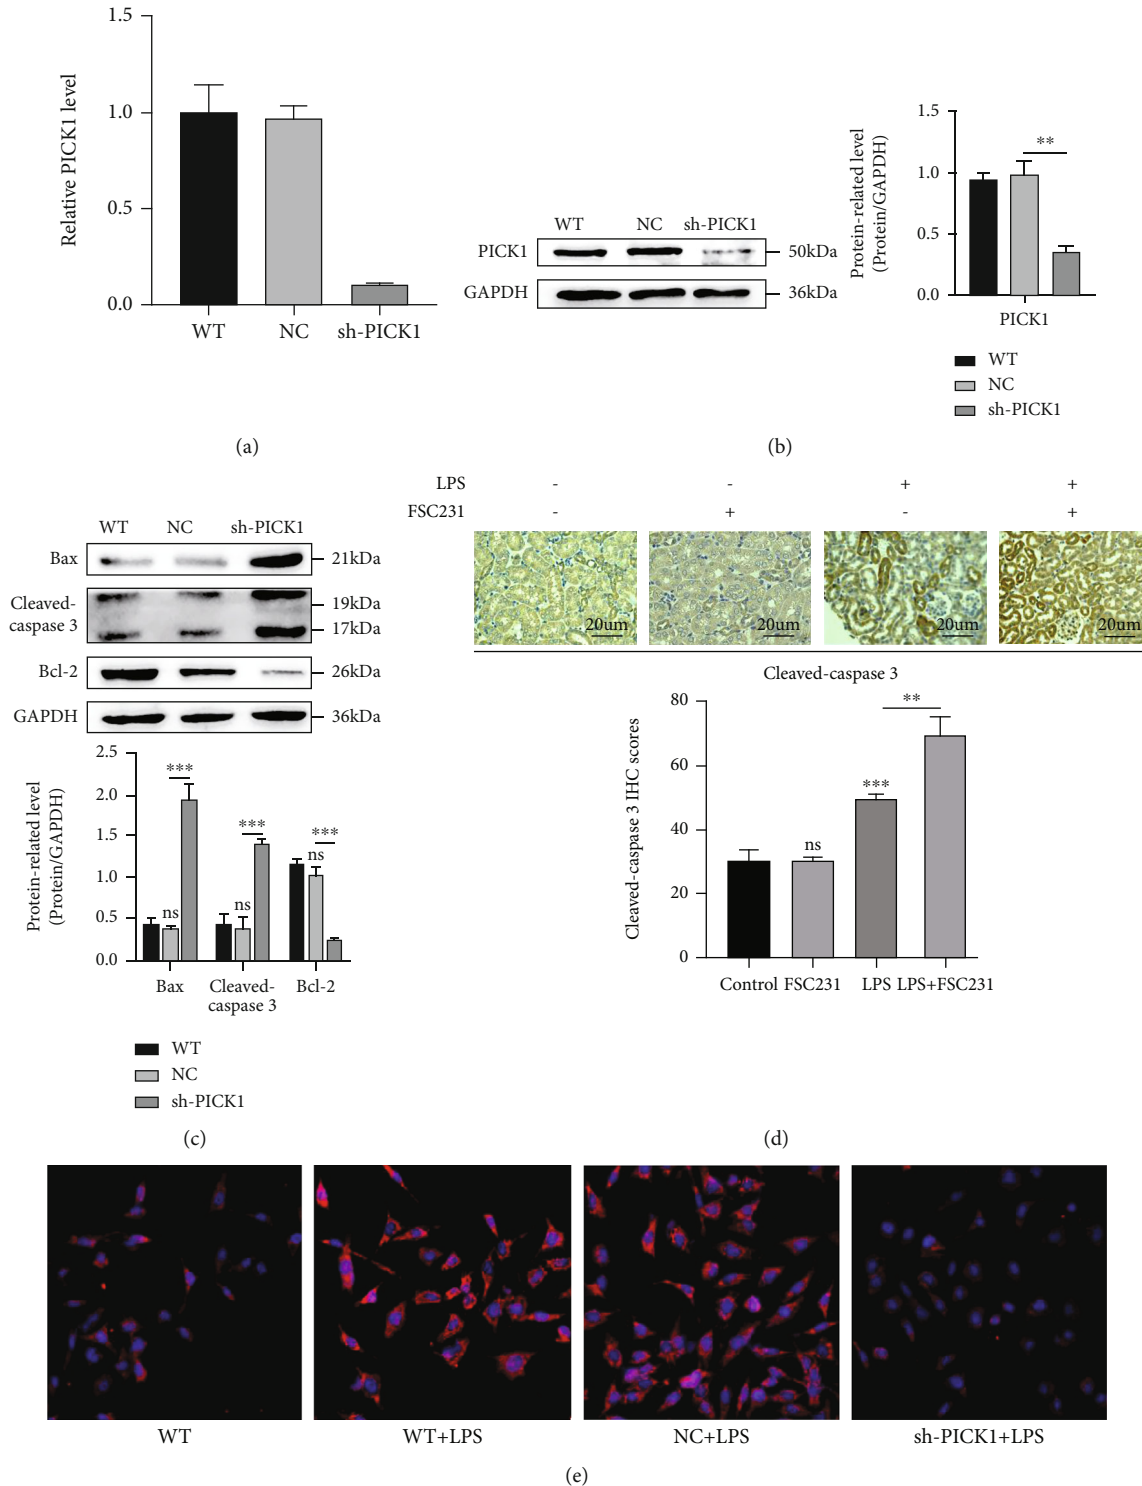 1.5
1.0
0.5
0.0
Relative PICK1 level
WT NC sh-PICK1
(a)
WT NC sh-PICK1
PICK1 50kDa
GAPDH 36kDa
Protein-related level
(Protein/GAPDH)
1.5
1.0
0.5
0.0
**
PICK1
WT
NC
sh-PICK1
(b)
WT NC sh-PICK1
Bax 21kDa
Cleaved-
caspase 3
19kDa
17kDa
Bcl-2 26kDa
GAPDH 36kDa
Protein-related level
(Protein/GAPDH)
2.5
2.0
1.5
1.0
0.5
0.0
*** *** ***
ns ns ns
Bax Cleaved-
caspase 3
Bcl-2
WT
NC
sh-PICK1
(c)
LPS - - + +
FSC231 - + - +
20um 20um 20um 20um
Cleaved-caspase 3
Cleaved-caspase 3 IHC scores
80
60
40
20
0
**
***
ns
Control FSC231 LPS LPS+FSC231
(d)
WT WT+LPS NC+LPS sh-PICK1+LPS
(e)